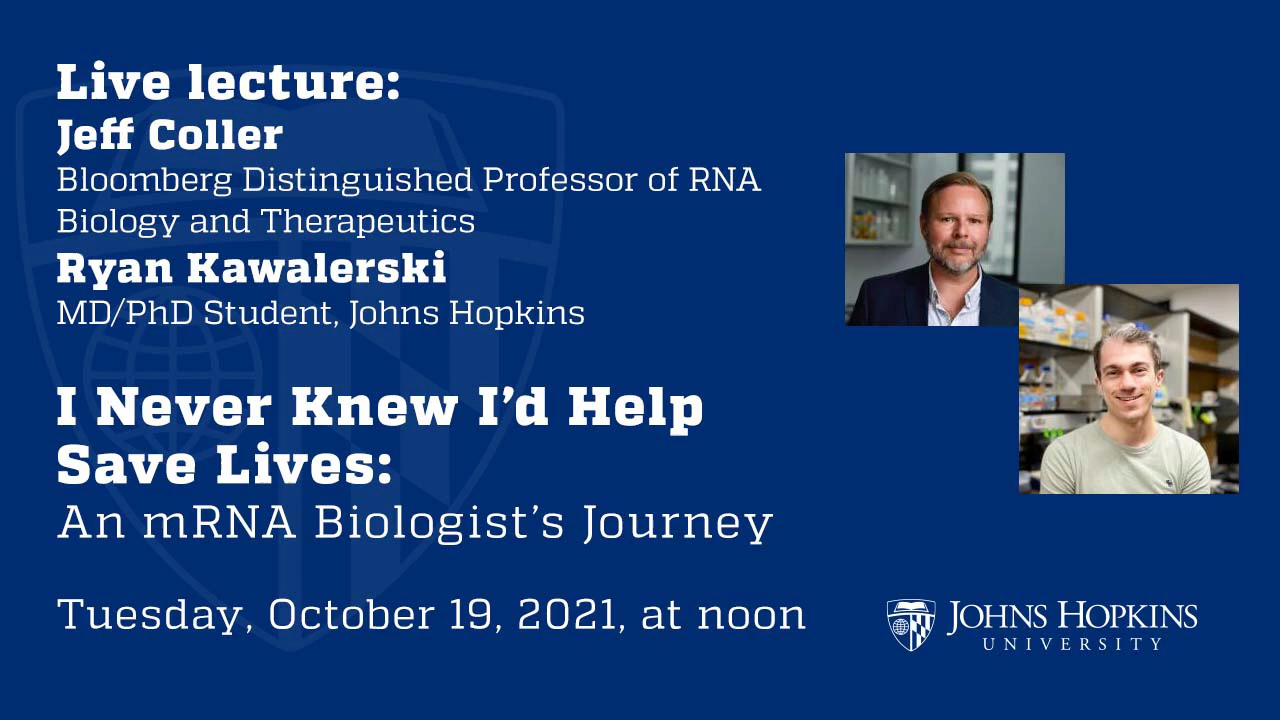 Live lecture:
Jeff Coller
Bloomberg Distinguished Professor of RNA
Biology and Therapeutics
Ryan Kawalerski
MD/PhD Student, Johns Hopkins
I Never Knew I’d Help
Save Lives:
An mRNA Biologist’s Journey
Tuesday, October 19, 2021, at noon
JOHNS HOPKINS
UNIVERSITY